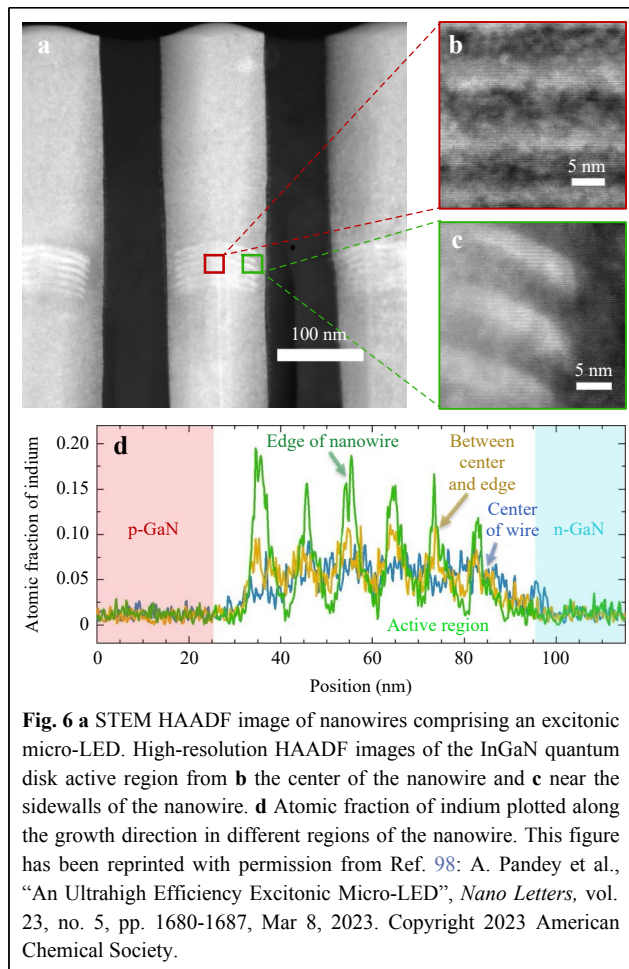 a
100 nm
b
5 nm
c
5 nm
d
Edge of nanowire
Between
center
and edge
Center
of wire
p-GaN
n-GaN
Active region
Atomic fraction of indium
0.20
0.15
0.10
0.05
0
0 20 40 60 80 100
Position (nm)
Fig. 6 a STEM HAADF image of nanowires comprising an excitonic
micro-LED. High-resolution HAADF images of the InGaN quantum
disk active region from b the center of the nanowire and c near the
sidewalls of the nanowire. d Atomic fraction of indium plotted along
the growth direction in different regions of the nanowire. This figure
has been reprinted with permission from Ref. 98: A. Pandey et al.,
“An Ultrahigh Efficiency Excitonic Micro-LED”, Nano Letters, vol.
23, no. 5, pp. 1680-1687, Mar 8, 2023. Copyright 2023 American
Chemical Society.